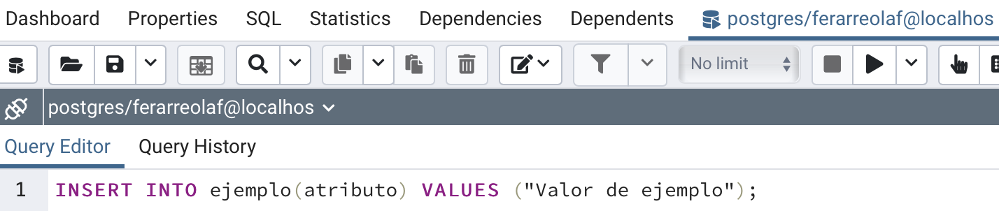 Dashboard Properties SQL Statistics Dependencies Dependents postgres/ferarreolaf@localhos
No limit
postgres/ferarreolaf@localhos
Query Editor Query History
1 INSERT INTO ejemplo(atributo) VALUES ("Valor de ejemplo");